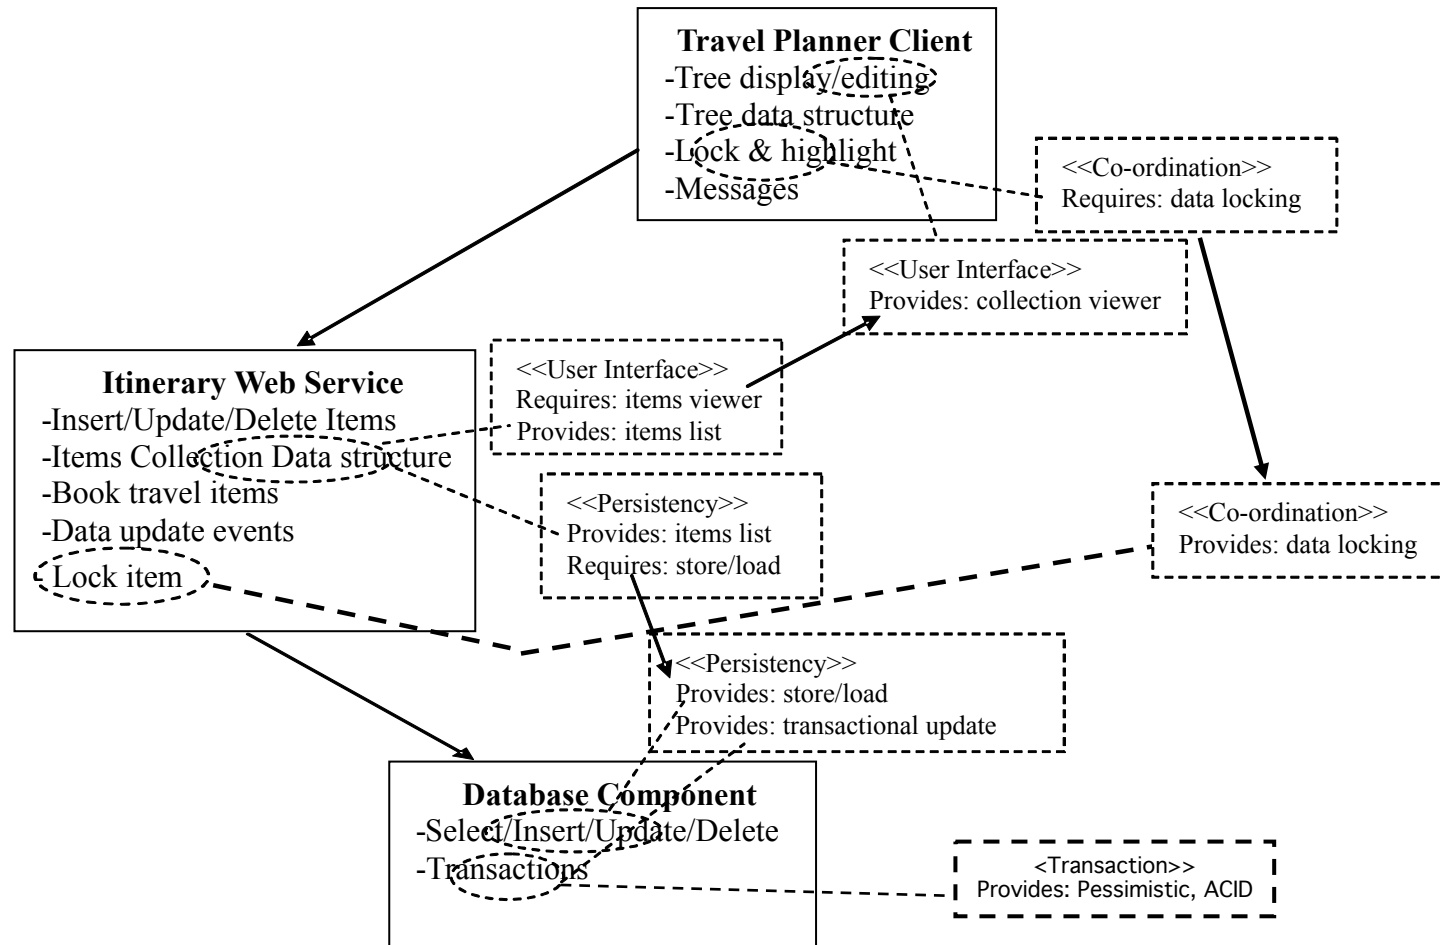 Travel Planner Client
-Tree display/editing
-Tree data structure
-Lock & highlight
-Messages
<<Co-ordination>>
Requires: data locking
<<User Interface>>
Provides: collection viewer
Itinerary Web Service
-Insert/Update/Delete Items
-Items Collection Data structure
-Book travel items
-Data update events
- Lock item
<<User Interface>>
Requires: items viewer
Provides: items list
<<Persistency>>
Provides: items list
Requires: store/load
<<Co-ordination>>
Provides: data locking
<<Persistency>>
Provides: store/load
Provides: transactional update
Database Component
-Select/Insert/Update/Delete
-Transactions
<Transaction>>
Provides: Pessimistic, ACID